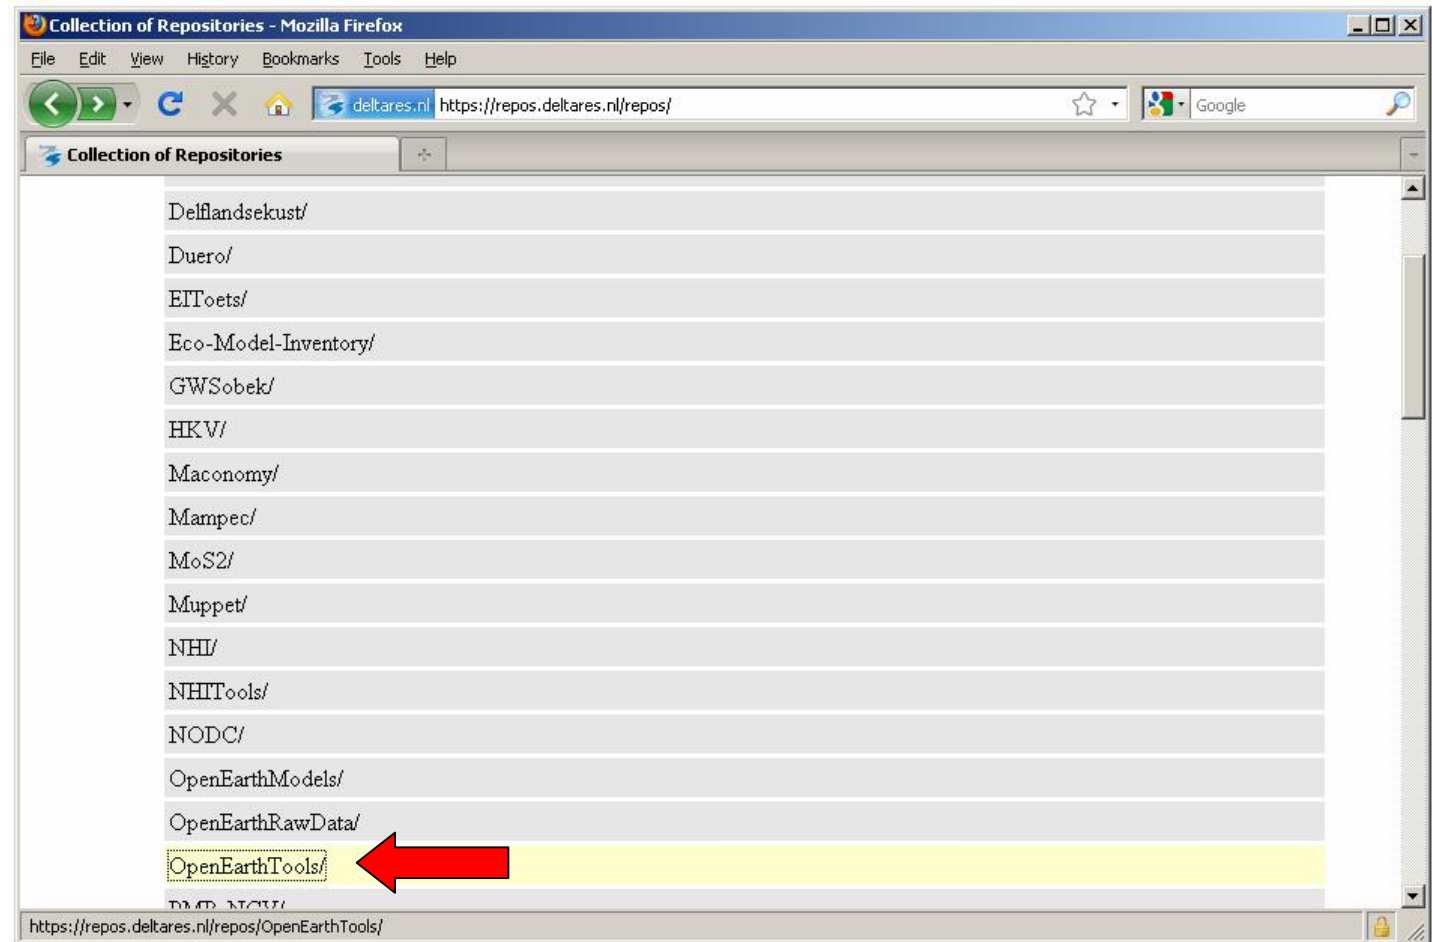 Collection of Repositories - Mozilla Firefox
File Edit View History Bookmarks Tools Help
deltares.nl https://repos.deltares.nl/repos/ Google
Collection of Repositories
Delflandsekust/
Duero/
EIToets/
Eco-Model-Inventory/
GWSobek/
HKV/
Maconomy/
Mampec/
MoS2/
Muppet/
NHI/
NHITools/
NODC/
OpenEarthModels/
OpenEarthRawData/
OpenEarthTools/
https://repos.deltares.nl/repos/OpenEarthTools/